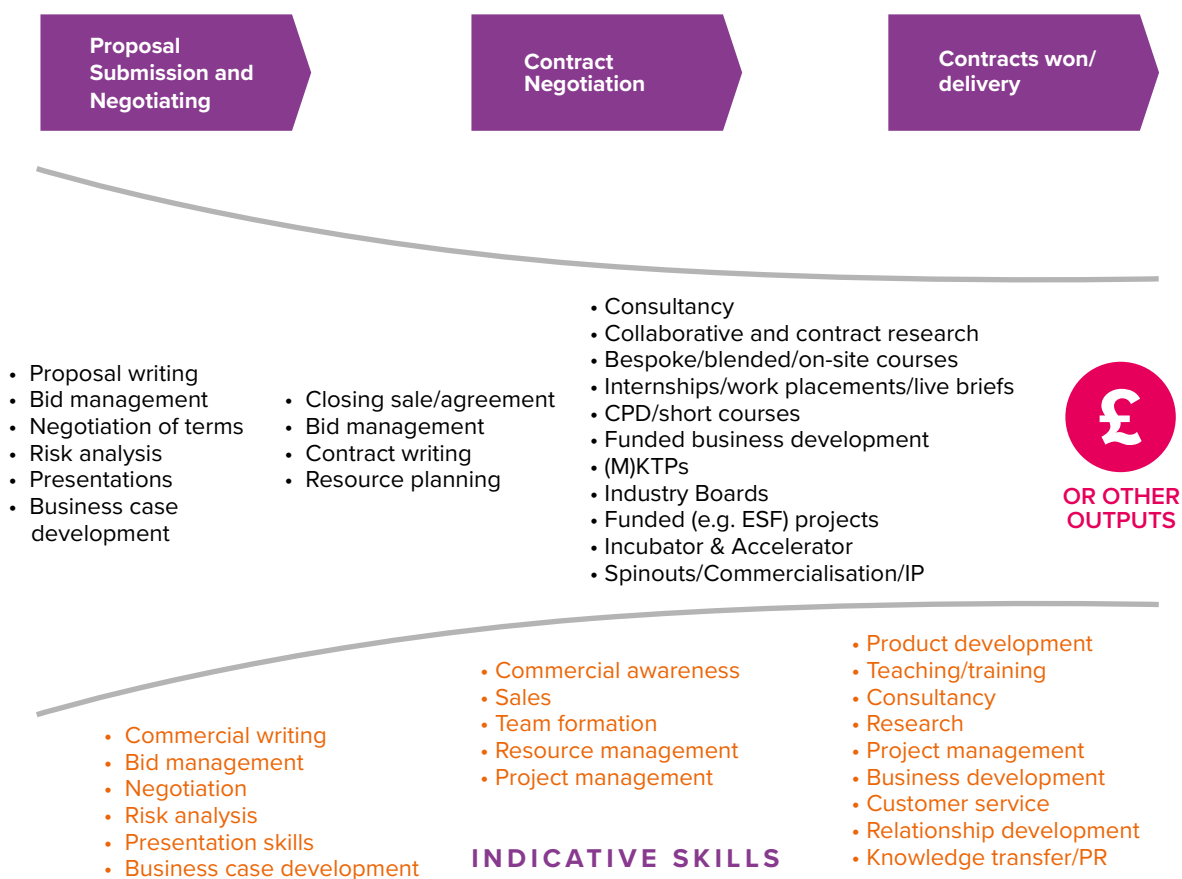 Proposal
Submission and
Negotiating
Contract
Negotiation
Contracts won/
delivery
• Proposal writing
• Bid management
• Negotiation of terms
• Risk analysis
• Presentations
• Business case
development
• Closing sale/agreement
• Bid management
• Contract writing
• Resource planning
• Consultancy
• Collaborative and contract research
• Bespoke/blended/on-site courses
• Internships/work placements/live briefs
• CPD/short courses
• Funded business development
• (M)KTPs
• Industry Boards
• Funded (e.g. ESF) projects
• Incubator & Accelerator
• Spinouts/Commercialisation/IP
£
OR OTHER
OUTPUTS
• Commercial writing
• Bid management
• Negotiation
• Risk analysis
• Presentation skills
• Business case development
• Commercial awareness
• Sales
• Team formation
• Resource management
• Project management
• Product development
• Teaching/training
• Consultancy
• Research
• Project management
• Business development
• Customer service
• Relationship development
• Knowledge transfer/PR
INDICATIVE SKILLS